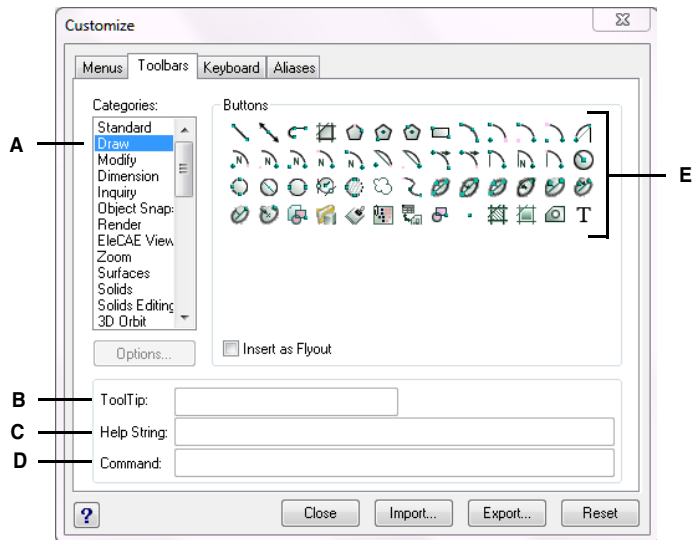 Customize
Menus Toolbars Keyboard Aliases
Categories:
Buttons
A
Standard
Draw
Modify
Dimension
Inquiry
Object Snap:
Render
EleCAE View
Zoom
Surfaces
Solids
Solids Editing
3D Orbit
N N N N N N
T
E
Options...
Insert as Flyout
B ToolTip:
C Help String:
D Command:
? Close Import... Export... Reset